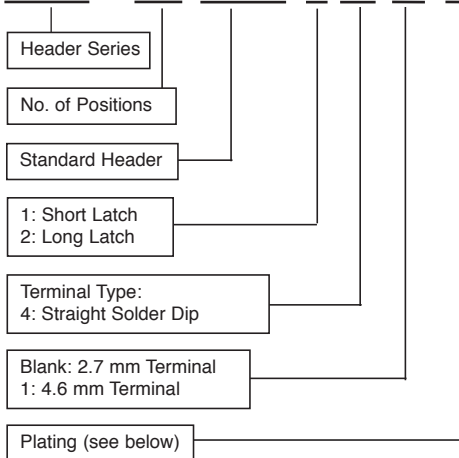 Header Series
No. of Positions
Standard Header
1: Short Latch
2: Long Latch
Terminal Type:
4: Straight Solder Dip
Blank: 2.7 mm Terminal
1: 4.6 mm Terminal
Plating (see below)